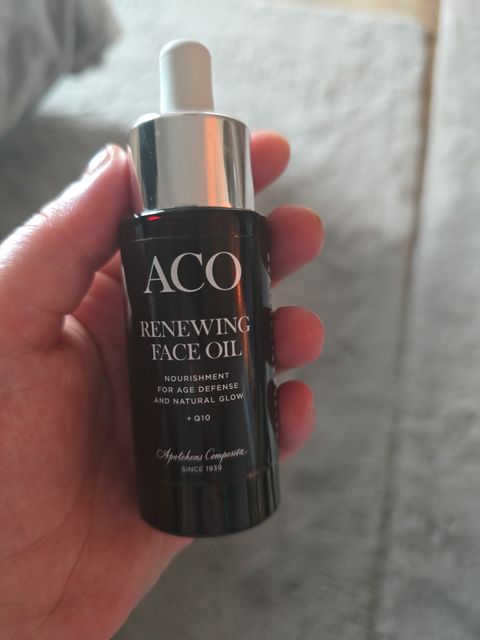 ACO
RENEWING
FACE OIL
NOURISHMENT
FOR AGE DEFENSE
AND NATURAL GLOW
+ Q10
Apotekens Composita
SINCE 1939